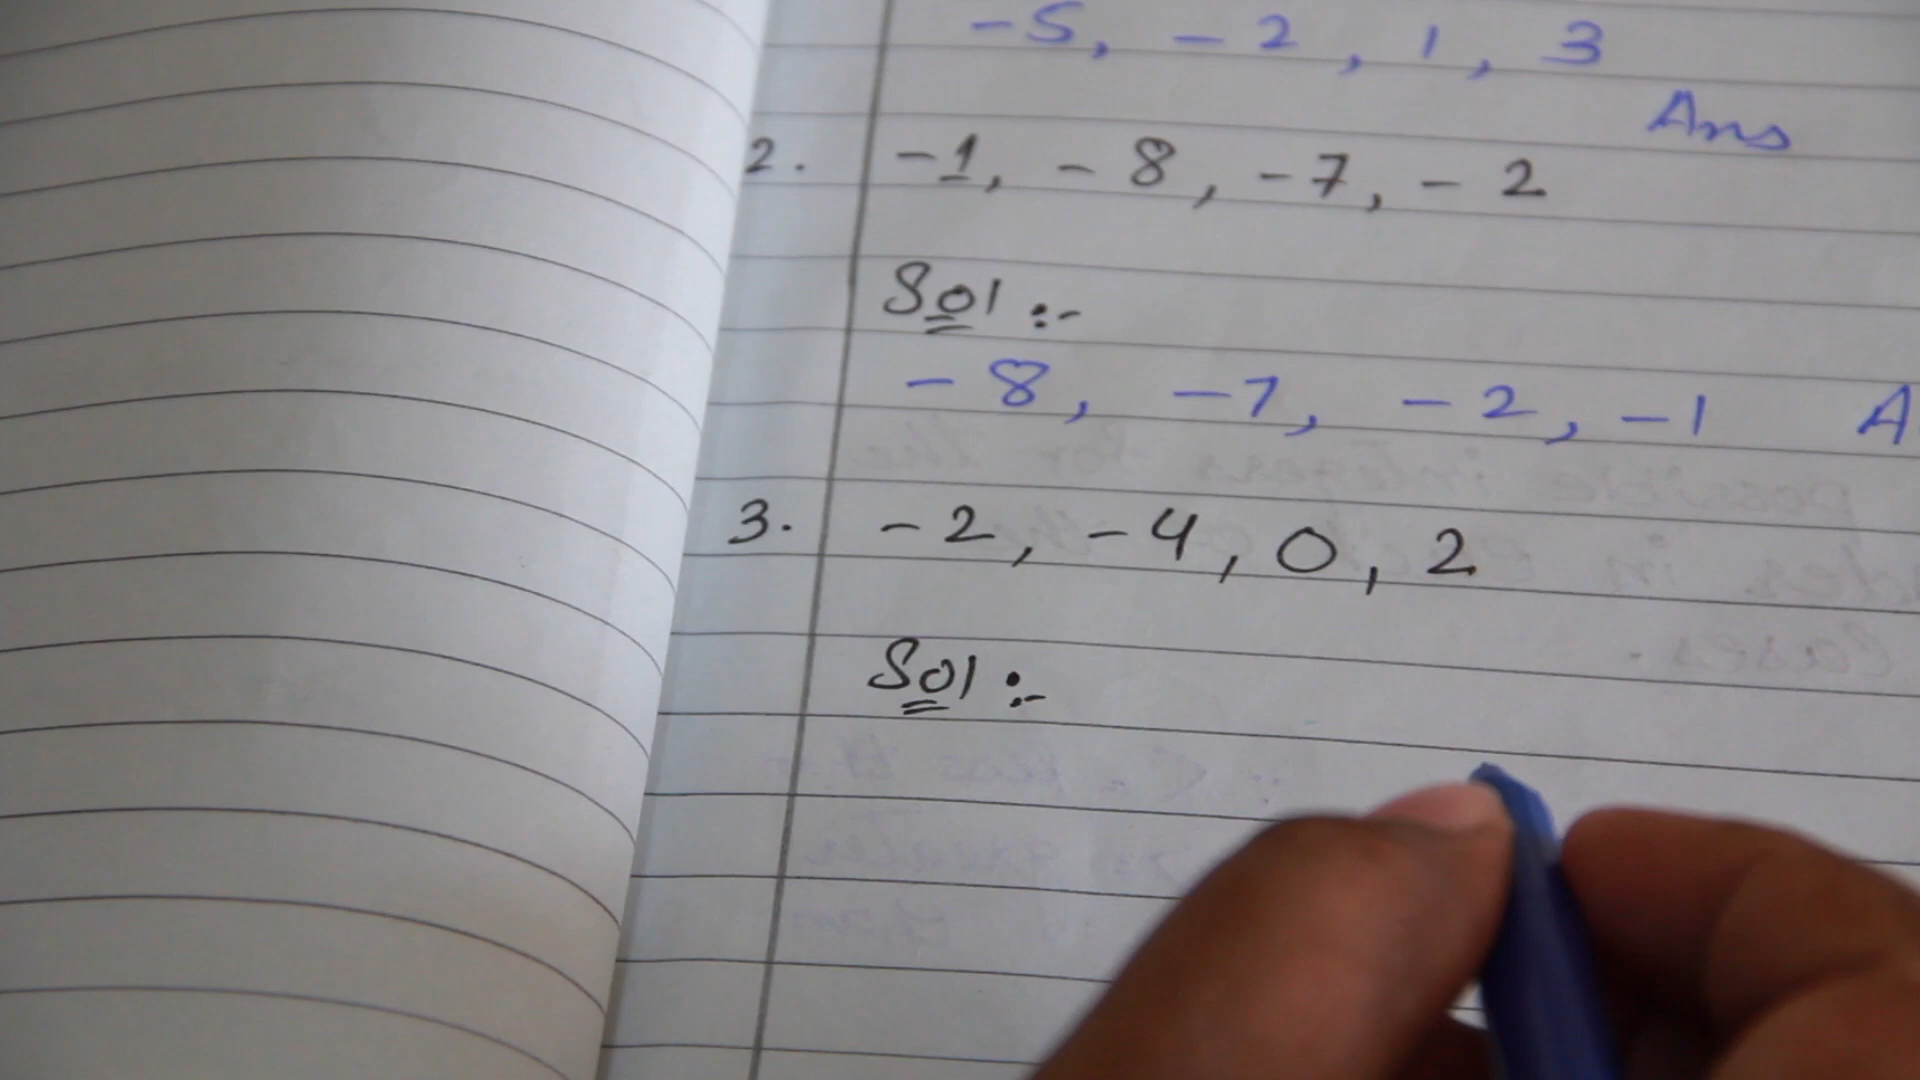 -5, -2, 1, 3
Ans
2. -1, -8, -7, -2
Sol :-
-8, -7, -2, -1 A
3. -2, -4, 0, 2
Sol :-